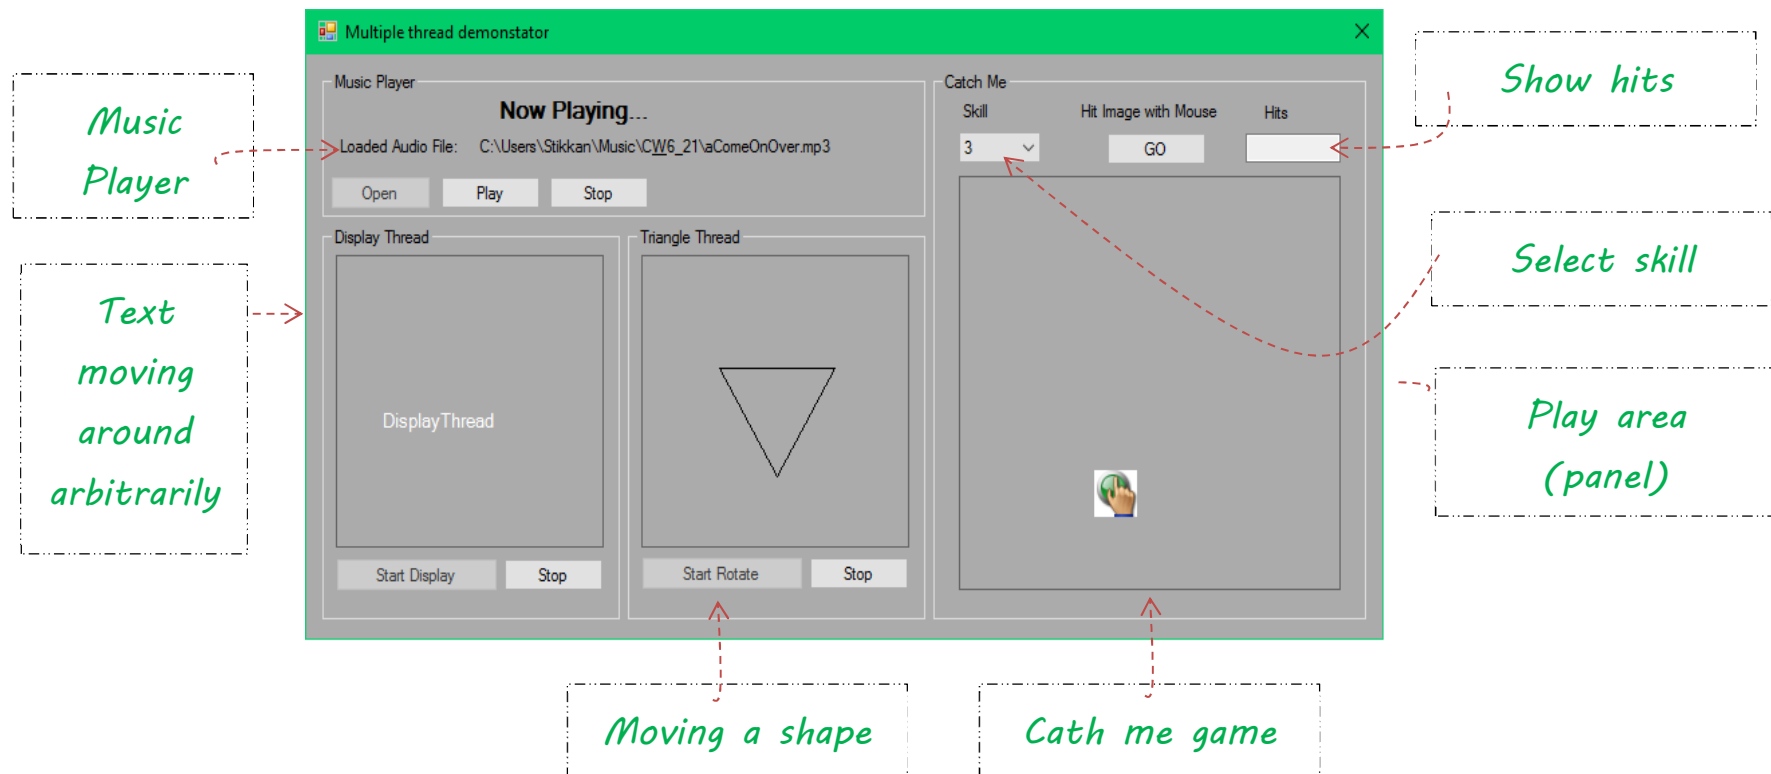 Multiple thread demonstator
Music Player
Now Playing...
Loaded Audio File: C:\Users\Stikkan\Music\CW6_21\aComeOnOver.mp3
Open Play Stop
Display Thread
DisplayThread
Start Display Stop
Triangle Thread
Start Rotate Stop
Catch Me
Skill Hit Image with Mouse Hits
3 GO
Music
Player
Text
moving
around
arbitrarily
Show hits
Select skill
Play area
(panel)
Moving a shape
Cath me game